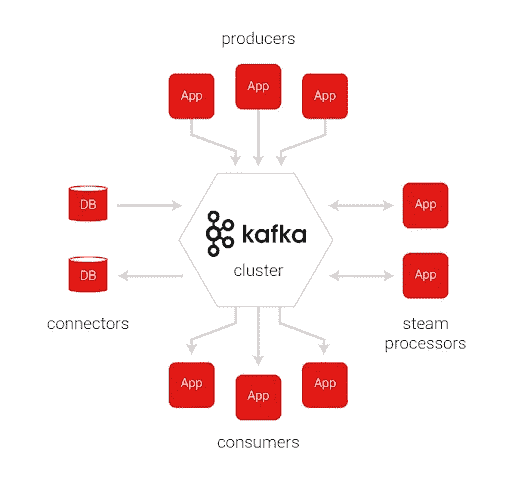 producers
App
App
App
DB
kafka
cluster
App
DB
App
connectors
steam
processors
App
App
App
consumers